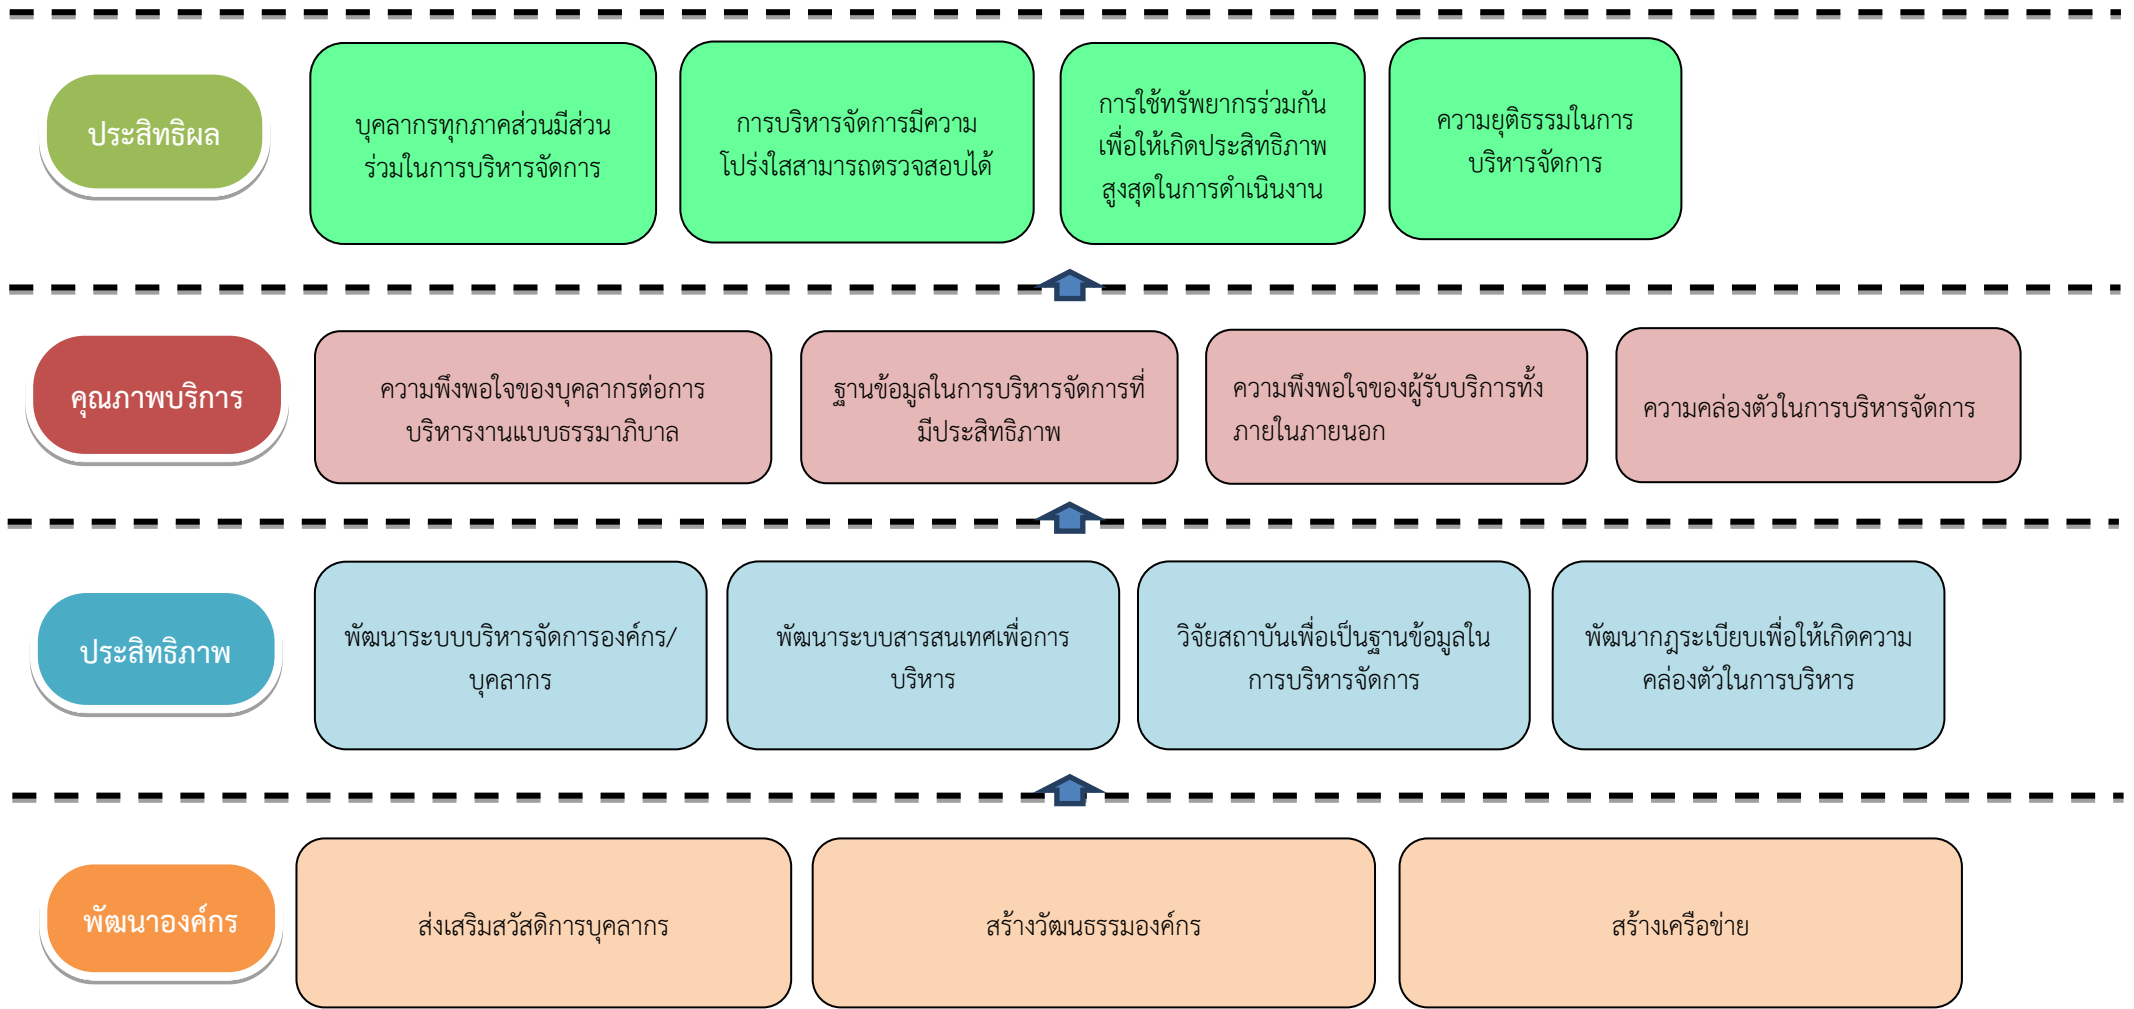 ประสิทธิผล
บุคลากรทุกภาคส่วนมีส่วน
ร่วมในการบริหารจัดการ
การบริหารจัดการมีความ
โปร่งใสสามารถตรวจสอบได้
การใช้ทรัพยากรร่วมกัน
เพื่อให้เกิดประสิทธิภาพ
สูงสุดในการดำเนินงาน
ความยุติธรรมในการ
บริหารจัดการ
คุณภาพบริการ
ความพึงพอใจของบุคลากรต่อการ
บริหารงานแบบธรรมาภิบาล
ฐานข้อมูลในการบริหารจัดการที่
มีประสิทธิภาพ
ความพึงพอใจของผู้รับบริการทั้ง
ภายในภายนอก
ความคล่องตัวในการบริหารจัดการ
ประสิทธิภาพ
พัฒนาระบบบริหารจัดการองค์กร/
บุคลากร
พัฒนาระบบสารสนเทศเพื่อการ
บริหาร
วิจัยสถาบันเพื่อเป็นฐานข้อมูลใน
การบริหารจัดการ
พัฒนากฎระเบียบเพื่อให้เกิดความ
คล่องตัวในการบริหาร
พัฒนาองค์กร
ส่งเสริมสวัสดิการบุคลากร
สร้างวัฒนธรรมองค์กร
สร้างเครือข่าย